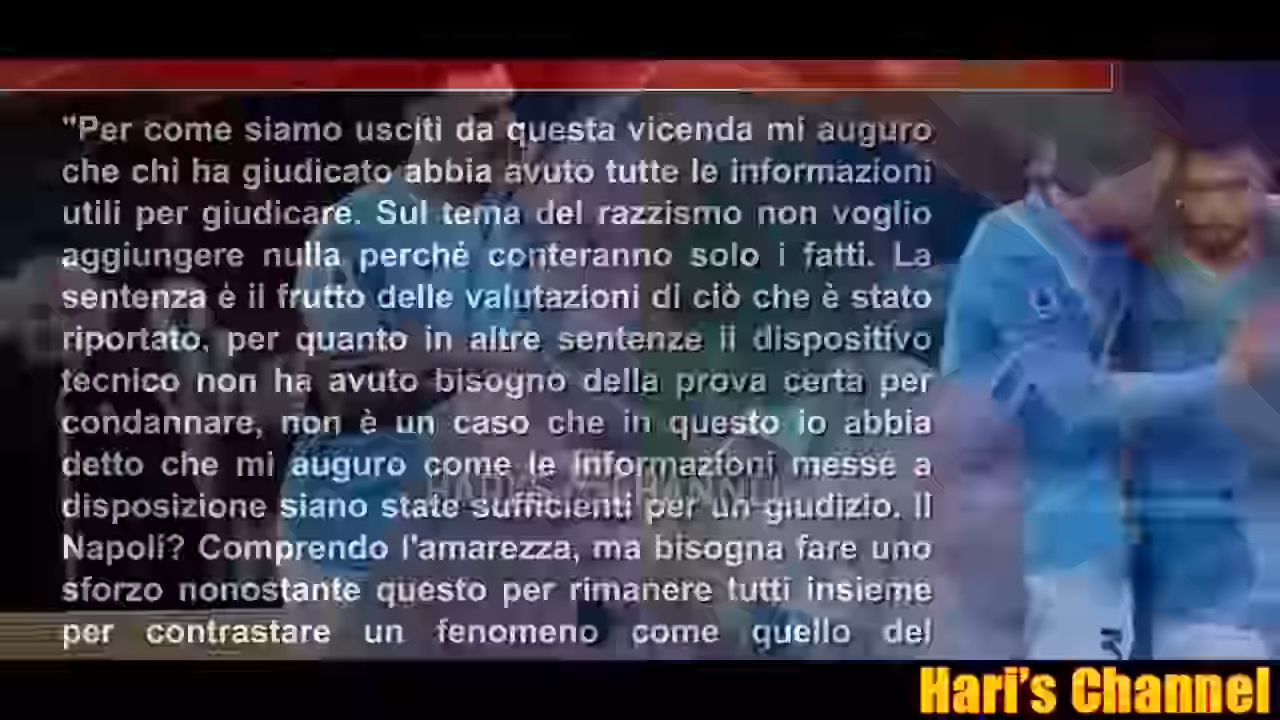 "Per come siamo usciti da questa vicenda mi auguro
che chi ha giudicato abbia avuto tutte le informazioni
utili per giudicare. Sul tema del razzismo non voglio
aggiungere nulla perchè conteranno solo i fatti. La
sentenza è il frutto delle valutazioni di ciò che è stato
riportato, per quanto in altre sentenze il dispositivo
tecnico non ha avuto bisogno della prova certa per
condannare, non è un caso che in questo io abbia
detto che mi auguro come le informazioni messe a
disposizione siano state sufficienti per un giudizio. Il
Napoli? Comprendo l'amarezza, ma bisogna fare uno
sforzo nonostante questo per rimanere tutti insieme
per contrastare un fenomeno come quello del
Hari's Channel